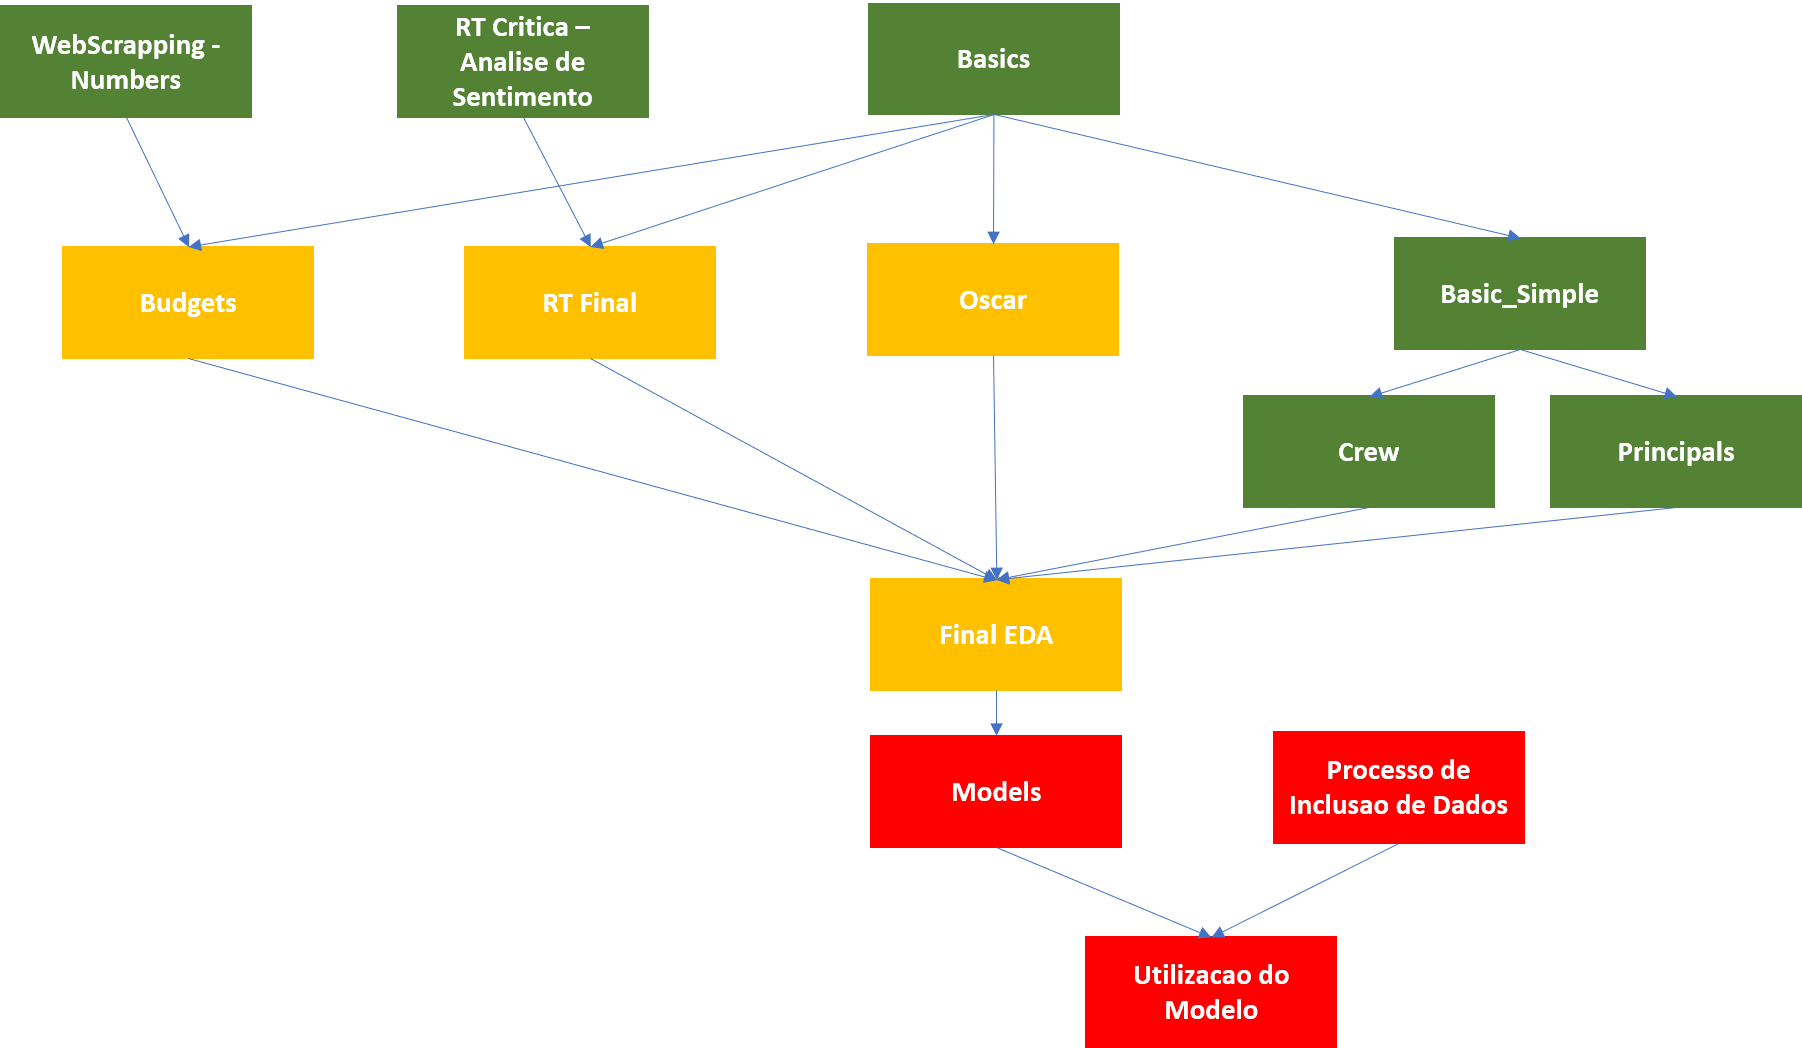 WebScrapping -
Numbers
RT Critica –
Analise de
Sentimento
Basics
Budgets
RT Final
Oscar
Basic_Simple
Crew
Principals
Final EDA
Models
Processo de
Inclusao de Dados
Utilizacao do
Modelo